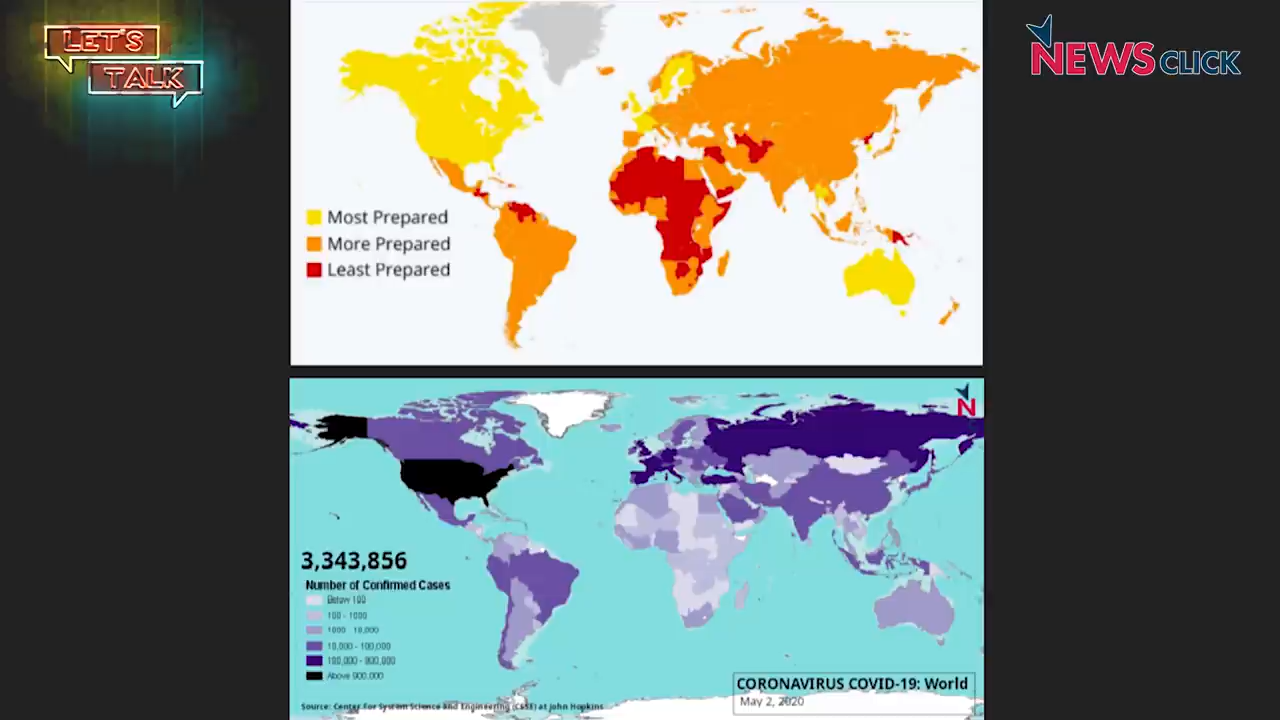 LET'S
TALK
NEWSCLICK
Most Prepared
More Prepared
Least Prepared
N
3,343,856
Number of Confirmed Cases
Below 100
100 - 1000
1000 - 10,000
10,000 - 100,000
100,000 - 900,000
Above 900,000
CORONAVIRUS COVID-19: World
May 2, 2020
Source: Center For System Science and Engineering (CSSE) at John Hopkins